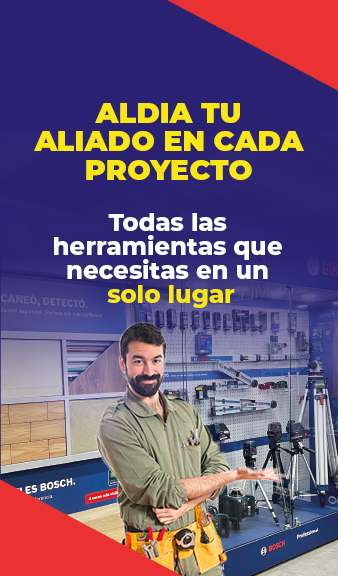 ALDIA TU
ALIADO EN CADA
PROYECTO
Todas las
herramientas que
necesitas en un
solo lugar
CANEÓ, DETECTÓ.
ES BOSCH.
BOSCH
Professional